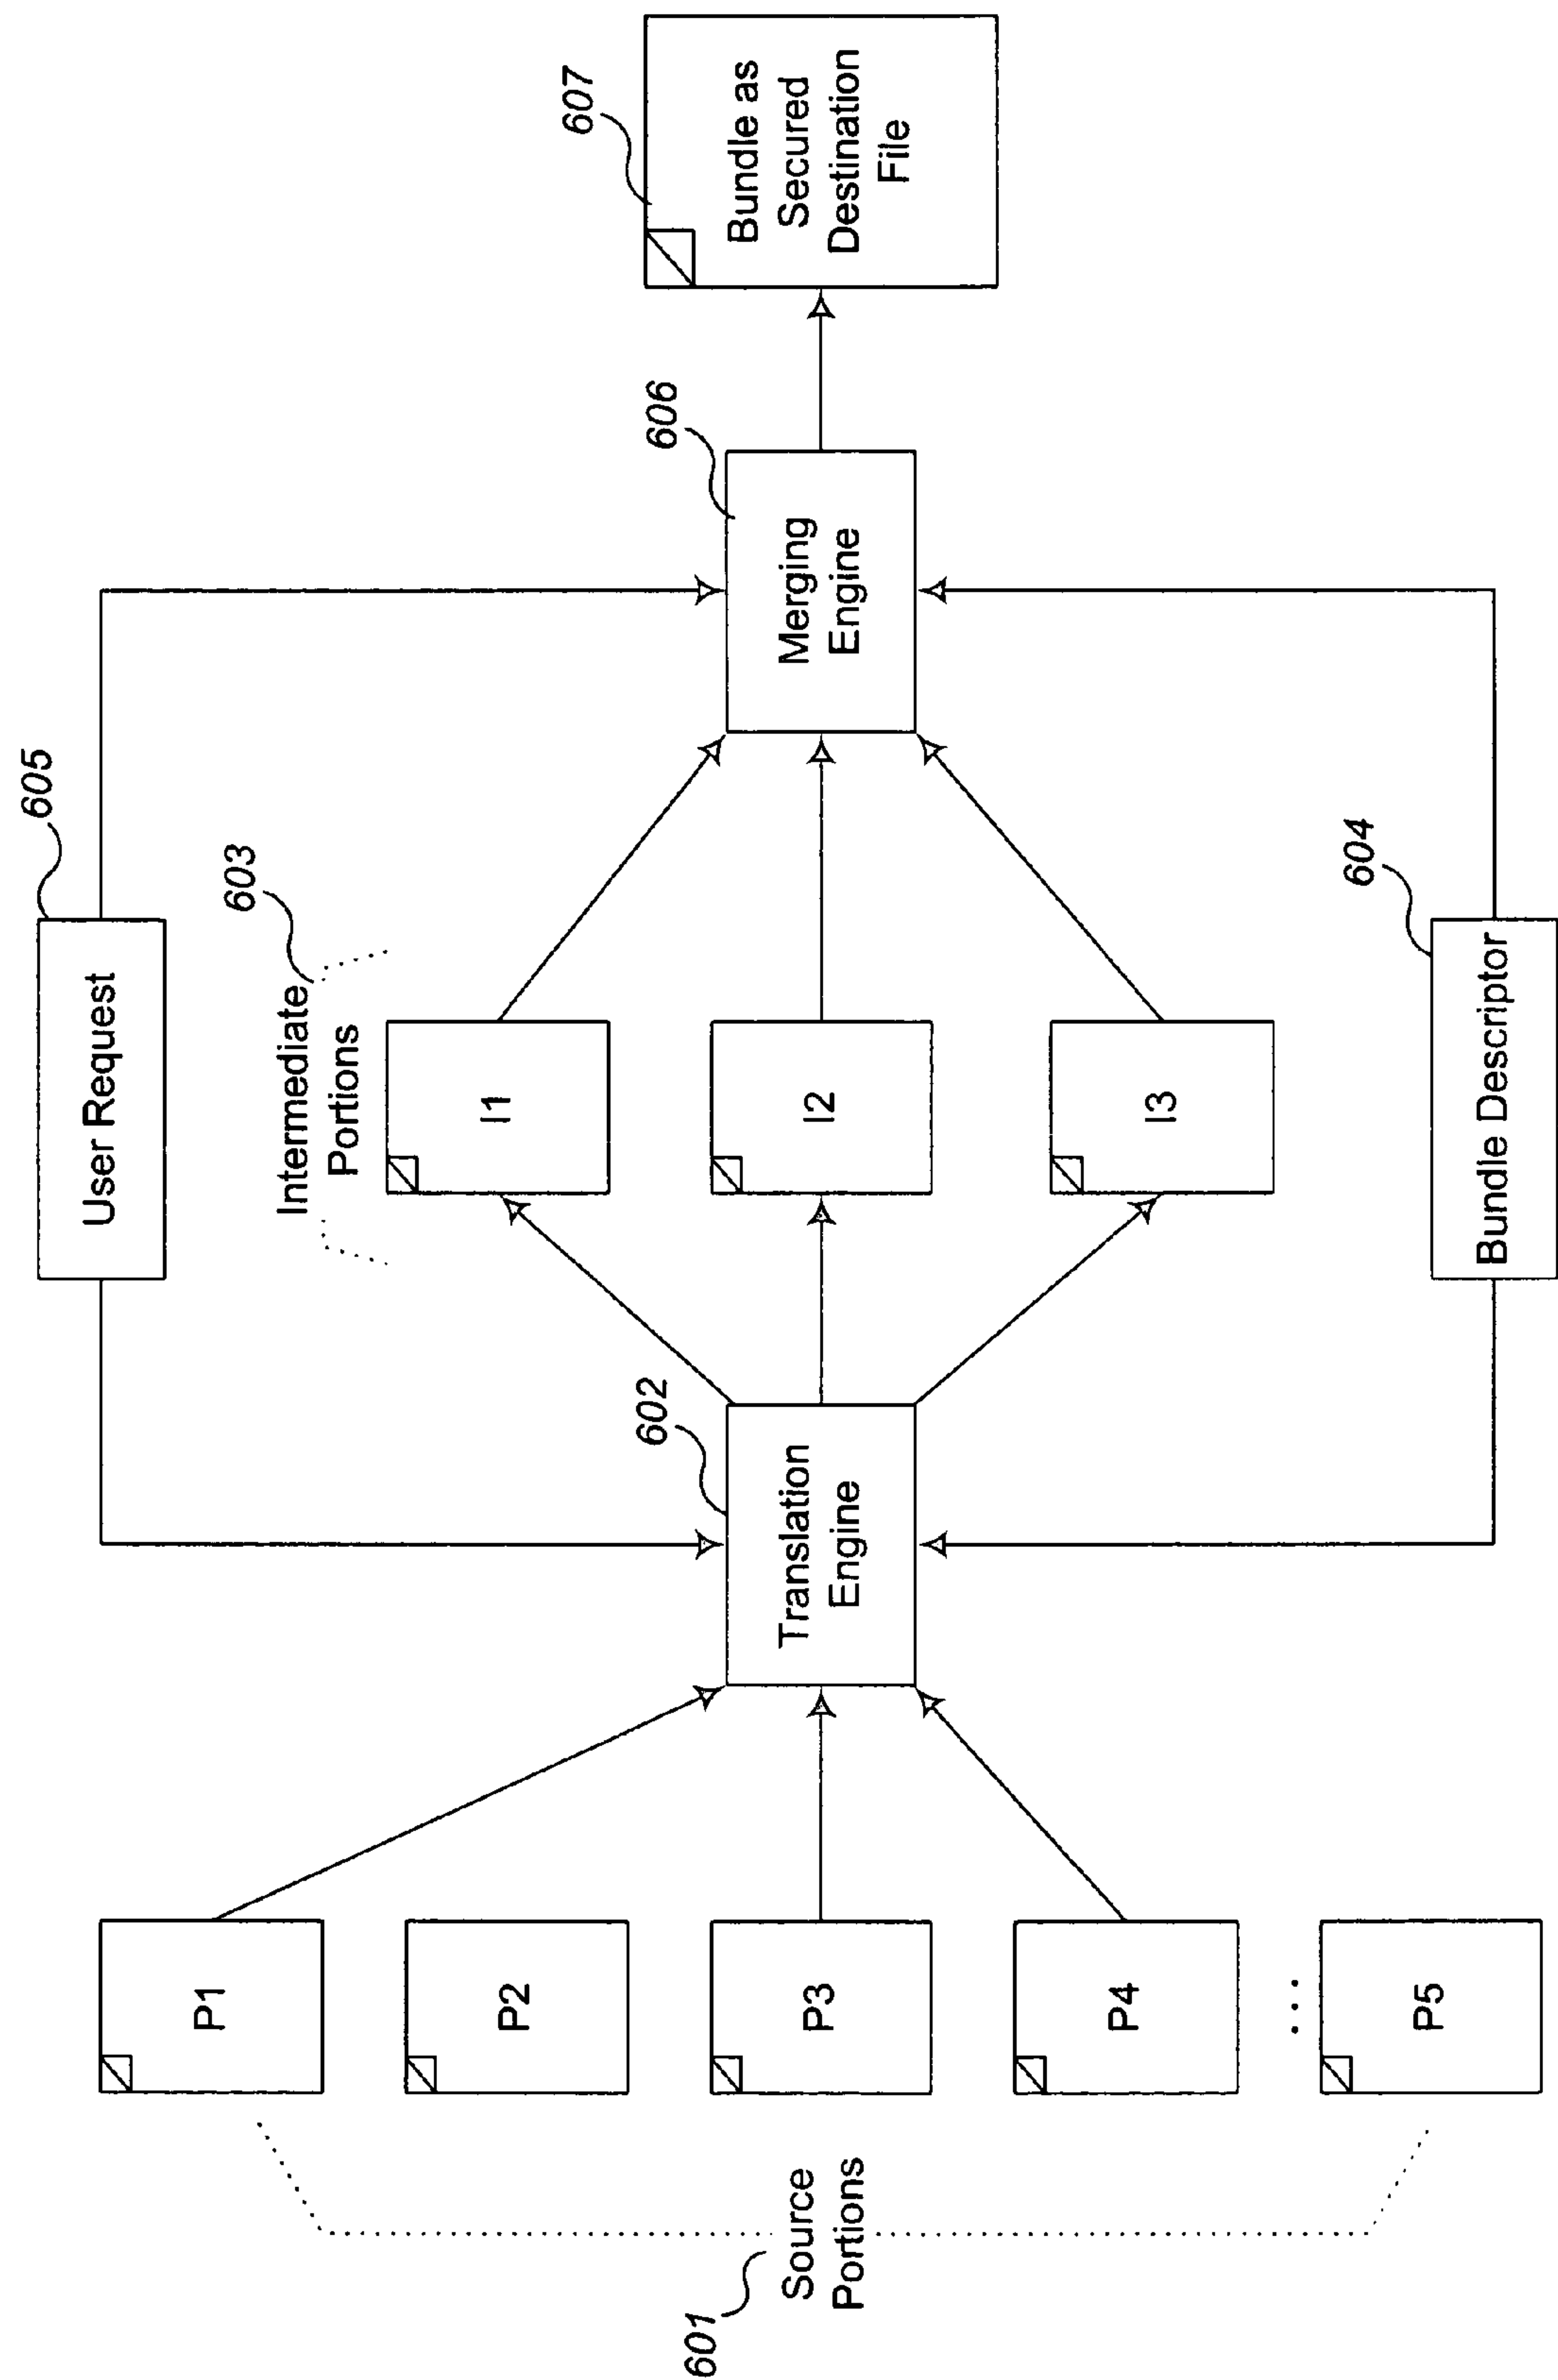 605
User Request
603
Intermediate
Portions
601
Source
Portions
P1
P2
P3
P4
...
P5
602
Translation
Engine
I1
I2
I3
606
Merging
Engine
607
Bundle as
Secured
Destination
File
604
Bundle Descriptor